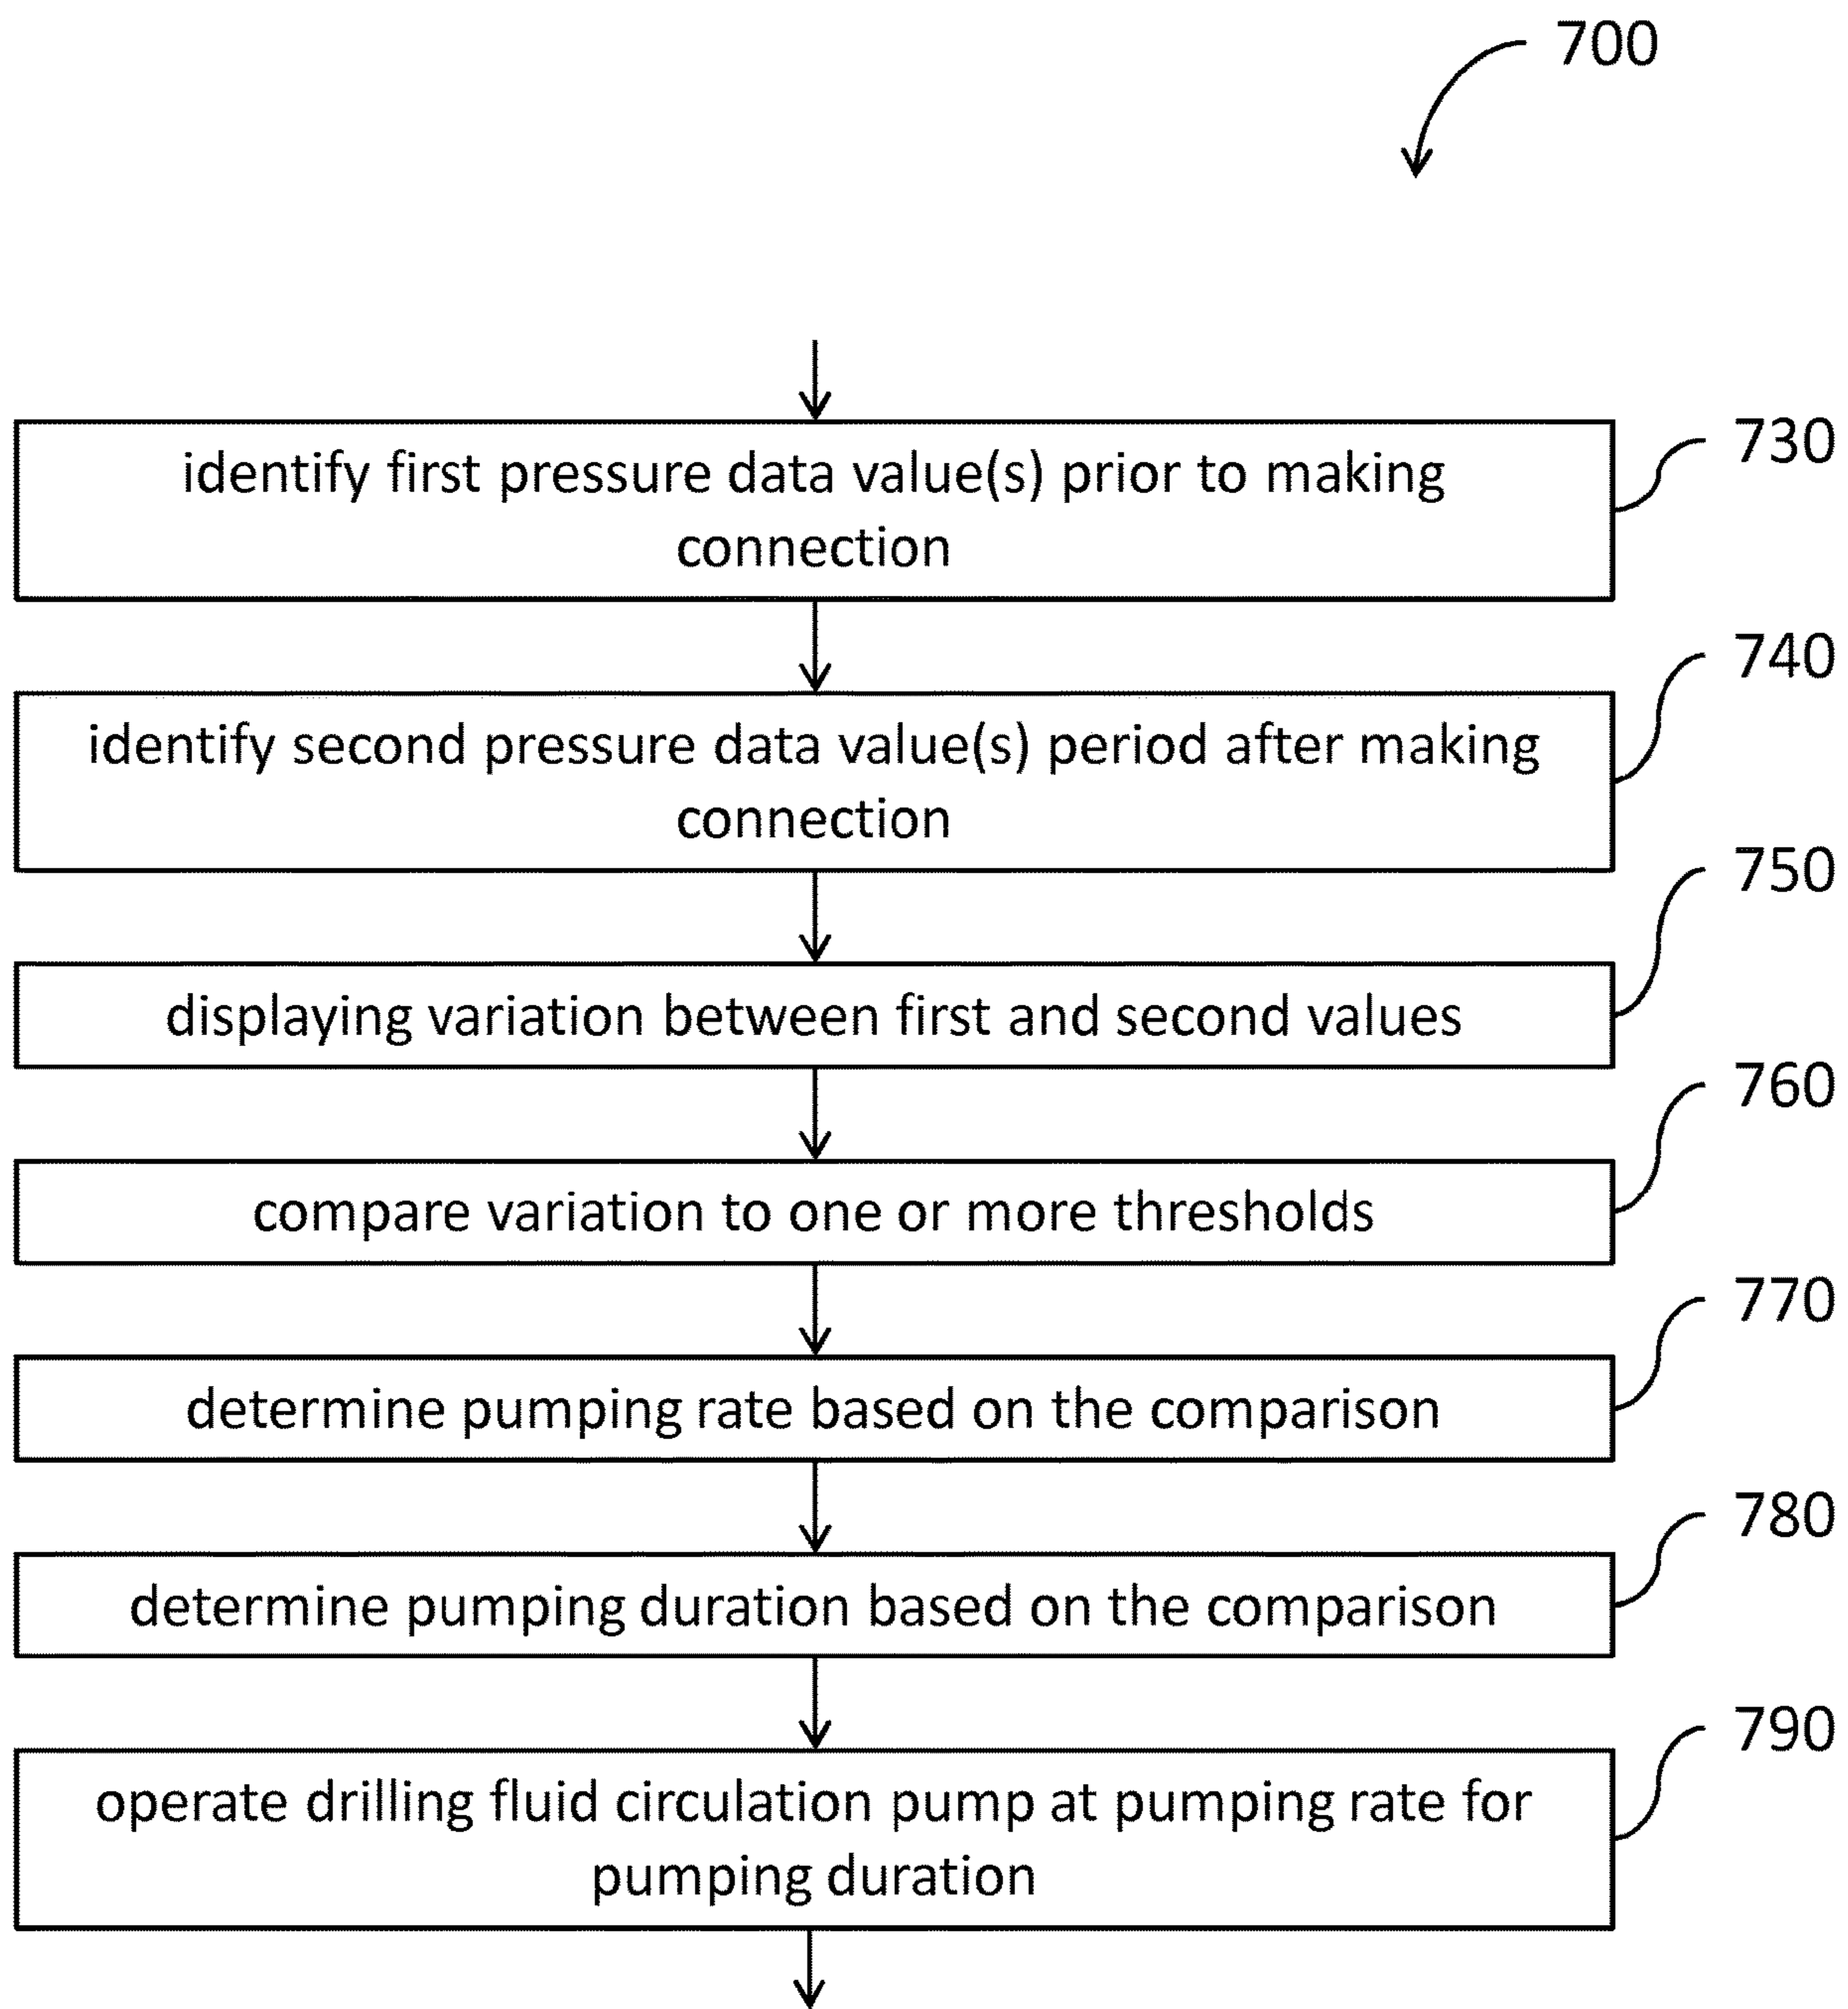 700
identify first pressure data value(s) prior to making
connection
730
identify second pressure data value(s) period after making
connection
740
displaying variation between first and second values
750
compare variation to one or more thresholds
760
determine pumping rate based on the comparison
770
determine pumping duration based on the comparison
780
operate drilling fluid circulation pump at pumping rate for
pumping duration
790